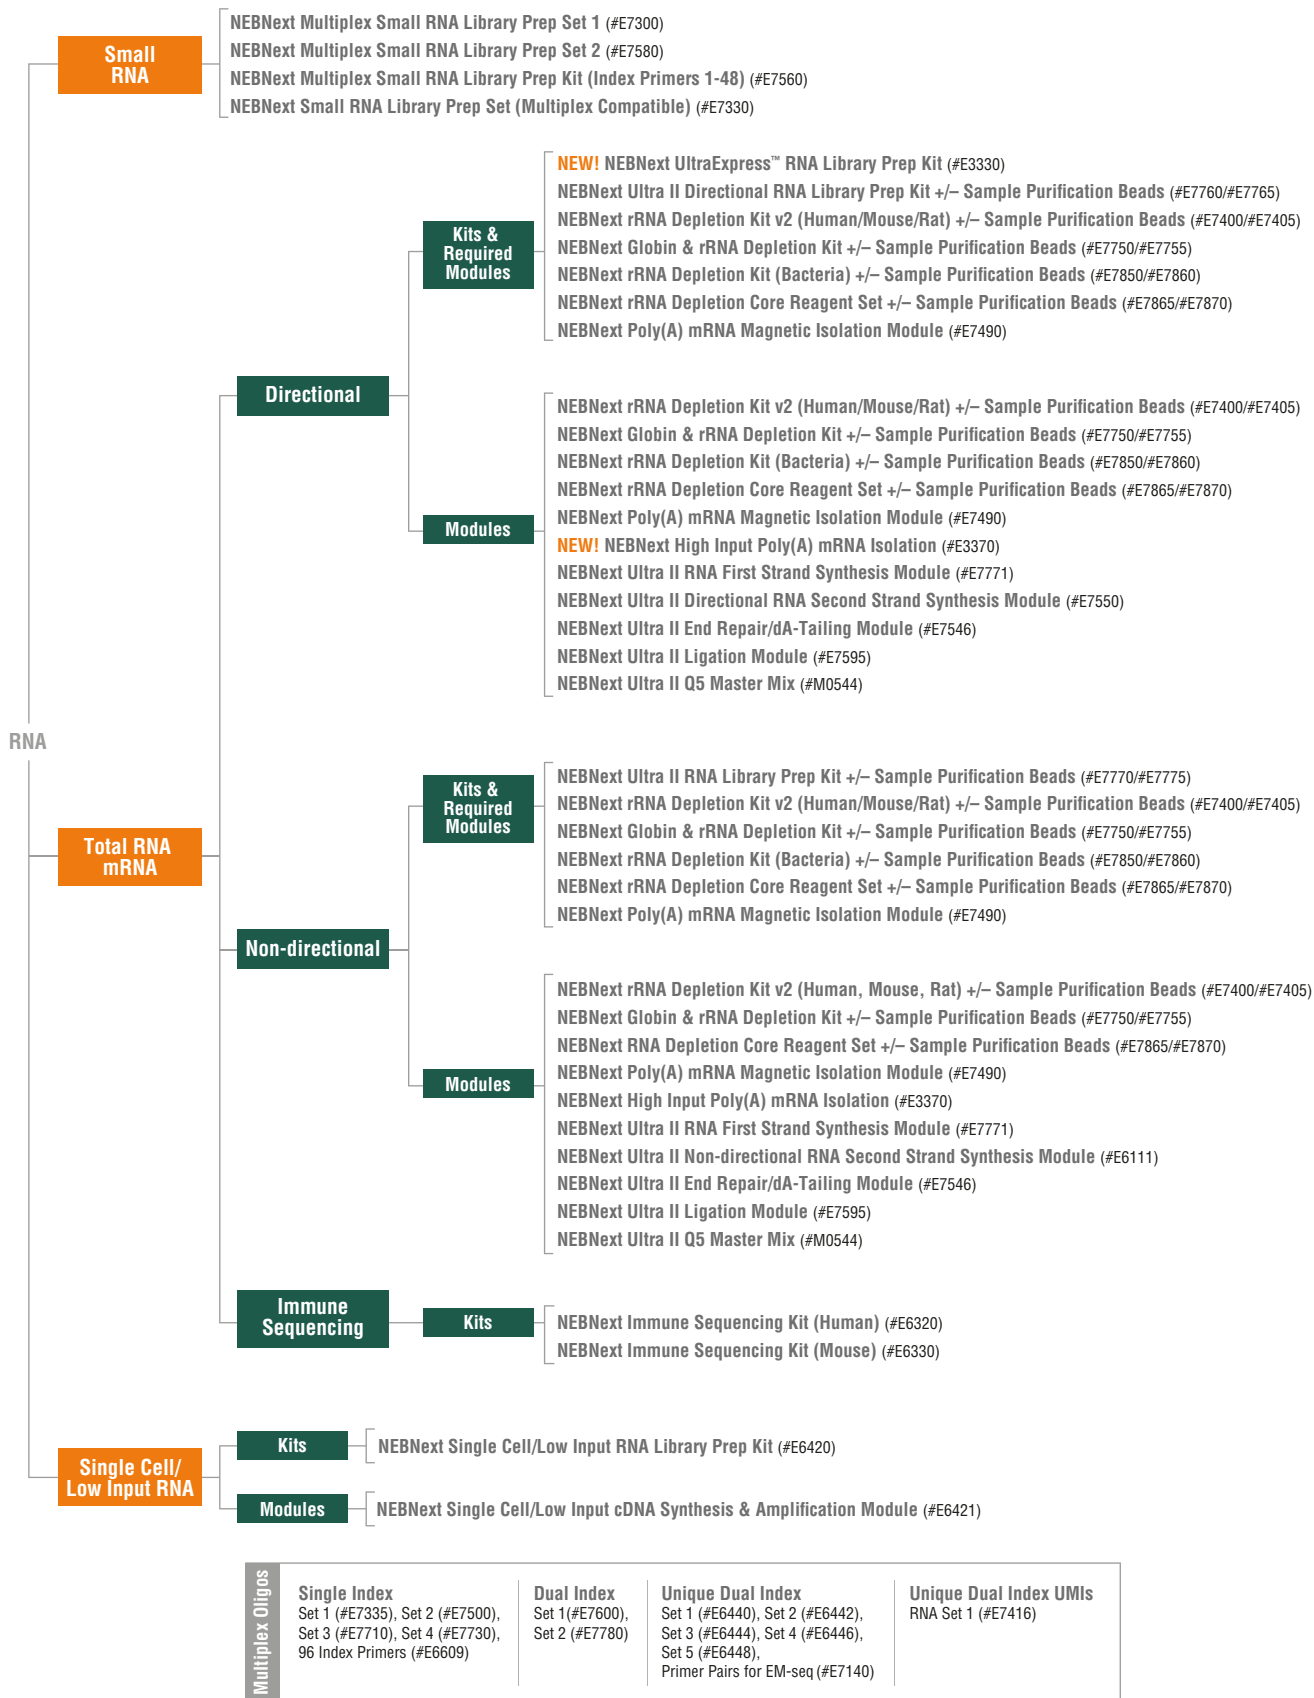 RNA
Small
RNA
NEBNext Multiplex Small RNA Library Prep Set 1 (#E7300)
NEBNext Multiplex Small RNA Library Prep Set 2 (#E7580)
NEBNext Multiplex Small RNA Library Prep Kit (Index Primers 1-48) (#E7560)
NEBNext Small RNA Library Prep Set (Multiplex Compatible) (#E7330)
Total RNA
mRNA
Directional
Kits &
Required
Modules
NEW! NEBNext UltraExpress™ RNA Library Prep Kit (#E3330)
NEBNext Ultra II Directional RNA Library Prep Kit +/– Sample Purification Beads (#E7760/#E7765)
NEBNext rRNA Depletion Kit v2 (Human/Mouse/Rat) +/– Sample Purification Beads (#E7400/#E7405)
NEBNext Globin & rRNA Depletion Kit +/– Sample Purification Beads (#E7750/#E7755)
NEBNext rRNA Depletion Kit (Bacteria) +/– Sample Purification Beads (#E7850/#E7860)
NEBNext rRNA Depletion Core Reagent Set +/– Sample Purification Beads (#E7865/#E7870)
NEBNext Poly(A) mRNA Magnetic Isolation Module (#E7490)
Modules
NEBNext rRNA Depletion Kit v2 (Human/Mouse/Rat) +/– Sample Purification Beads (#E7400/#E7405)
NEBNext Globin & rRNA Depletion Kit +/– Sample Purification Beads (#E7750/#E7755)
NEBNext rRNA Depletion Kit (Bacteria) +/– Sample Purification Beads (#E7850/#E7860)
NEBNext rRNA Depletion Core Reagent Set +/– Sample Purification Beads (#E7865/#E7870)
NEBNext Poly(A) mRNA Magnetic Isolation Module (#E7490)
NEW! NEBNext High Input Poly(A) mRNA Isolation (#E3370)
NEBNext Ultra II RNA First Strand Synthesis Module (#E7771)
NEBNext Ultra II Directional RNA Second Strand Synthesis Module (#E7550)
NEBNext Ultra II End Repair/dA-Tailing Module (#E7546)
NEBNext Ultra II Ligation Module (#E7595)
NEBNext Ultra II Q5 Master Mix (#M0544)
Non-directional
Kits &
Required
Modules
NEBNext Ultra II RNA Library Prep Kit +/– Sample Purification Beads (#E7770/#E7775)
NEBNext rRNA Depletion Kit v2 (Human/Mouse/Rat) +/– Sample Purification Beads (#E7400/#E7405)
NEBNext Globin & rRNA Depletion Kit +/– Sample Purification Beads (#E7750/#E7755)
NEBNext rRNA Depletion Kit (Bacteria) +/– Sample Purification Beads (#E7850/#E7860)
NEBNext rRNA Depletion Core Reagent Set +/– Sample Purification Beads (#E7865/#E7870)
NEBNext Poly(A) mRNA Magnetic Isolation Module (#E7490)
Modules
NEBNext rRNA Depletion Kit v2 (Human, Mouse, Rat) +/– Sample Purification Beads (#E7400/#E7405)
NEBNext Globin & rRNA Depletion Kit +/– Sample Purification Beads (#E7750/#E7755)
NEBNext RNA Depletion Core Reagent Set +/– Sample Purification Beads (#E7865/#E7870)
NEBNext Poly(A) mRNA Magnetic Isolation Module (#E7490)
NEBNext High Input Poly(A) mRNA Isolation (#E3370)
NEBNext Ultra II RNA First Strand Synthesis Module (#E7771)
NEBNext Ultra II Non-directional RNA Second Strand Synthesis Module (#E6111)
NEBNext Ultra II End Repair/dA-Tailing Module (#E7546)
NEBNext Ultra II Ligation Module (#E7595)
NEBNext Ultra II Q5 Master Mix (#M0544)
Immune
Sequencing
Kits
NEBNext Immune Sequencing Kit (Human) (#E6320)
NEBNext Immune Sequencing Kit (Mouse) (#E6330)
Single Cell/
Low Input RNA
Kits
NEBNext Single Cell/Low Input RNA Library Prep Kit (#E6420)
Modules
NEBNext Single Cell/Low Input cDNA Synthesis & Amplification Module (#E6421)
Multiplex Oligos
Single Index
Set 1 (#E7335), Set 2 (#E7500),
Set 3 (#E7710), Set 4 (#E7730),
96 Index Primers (#E6609)
Dual Index
Set 1(#E7600),
Set 2 (#E7780)
Unique Dual Index
Set 1 (#E6440), Set 2 (#E6442),
Set 3 (#E6444), Set 4 (#E6446),
Set 5 (#E6448),
Primer Pairs for EM-seq (#E7140)
Unique Dual Index UMIs
RNA Set 1 (#E7416)